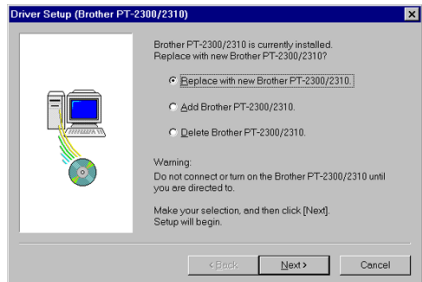 Driver Setup (Brother PT-2300/2310)
Brother PT-2300/2310 is currently installed.
Replace with new Brother PT-2300/2310?
Replace with new Brother PT-2300/2310.
Add Brother PT-2300/2310.
Delete Brother PT-2300/2310.
Warning:
Do not connect or turn on the Brother PT-2300/2310 until
you are directed to.
Make your selection, and then click [Next].
Setup will begin.
< Back
Next >
Cancel